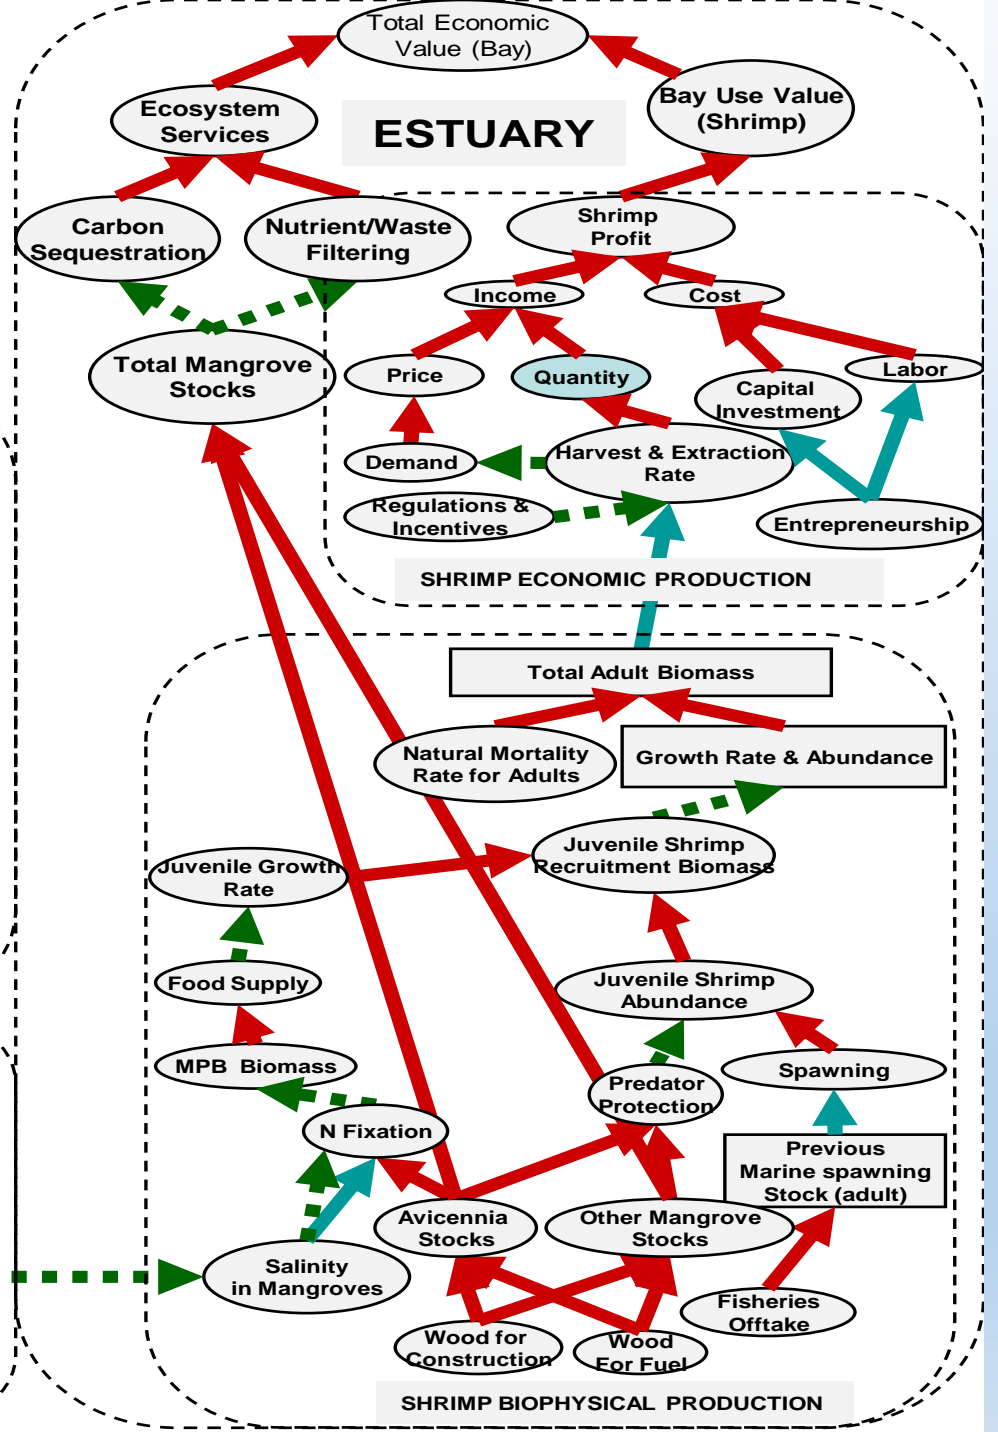 Total Economic
Value (Bay)
Ecosystem
Services
ESTUARY
Bay Use Value
(Shrimp)
Carbon
Sequestration
Nutrient/Waste
Filtering
Shrimp
Profit
Income
Cost
Total Mangrove
Stocks
Price
Quantity
Capital
Investment
Labor
Demand
Harvest & Extraction
Rate
Regulations &
Incentives
Entrepreneurship
SHRIMP ECONOMIC PRODUCTION
Total Adult Biomass
Natural Mortality
Rate for Adults
Growth Rate & Abundance
Juvenile Shrimp
Recruitment Biomass
Juvenile Growth
Rate
Food Supply
Juvenile Shrimp
Abundance
MPB Biomass
Spawning
Predator
Protection
N Fixation
Previous
Marine spawning
Stock (adult)
Avicennia
Stocks
Other Mangrove
Stocks
Salinity
in Mangroves
Fisheries
Offtake
Wood for
Construction
Wood
For Fuel
SHRIMP BIOPHYSICAL PRODUCTION